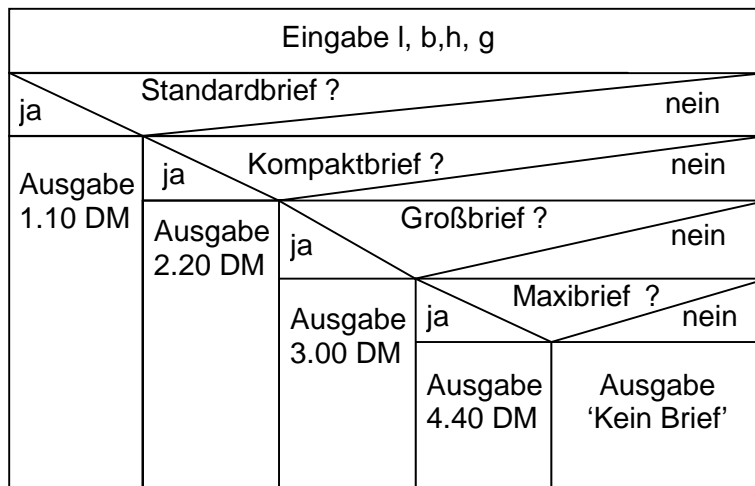 Eingabe l, b,h, g
Standardbrief ?
ja
nein
Kompaktbrief ?
ja
nein
Ausgabe
1.10 DM
Großbrief ?
ja
nein
Ausgabe
2.20 DM
Maxibrief ?
ja
nein
Ausgabe
3.00 DM
Ausgabe
4.40 DM
Ausgabe
‘Kein Brief’